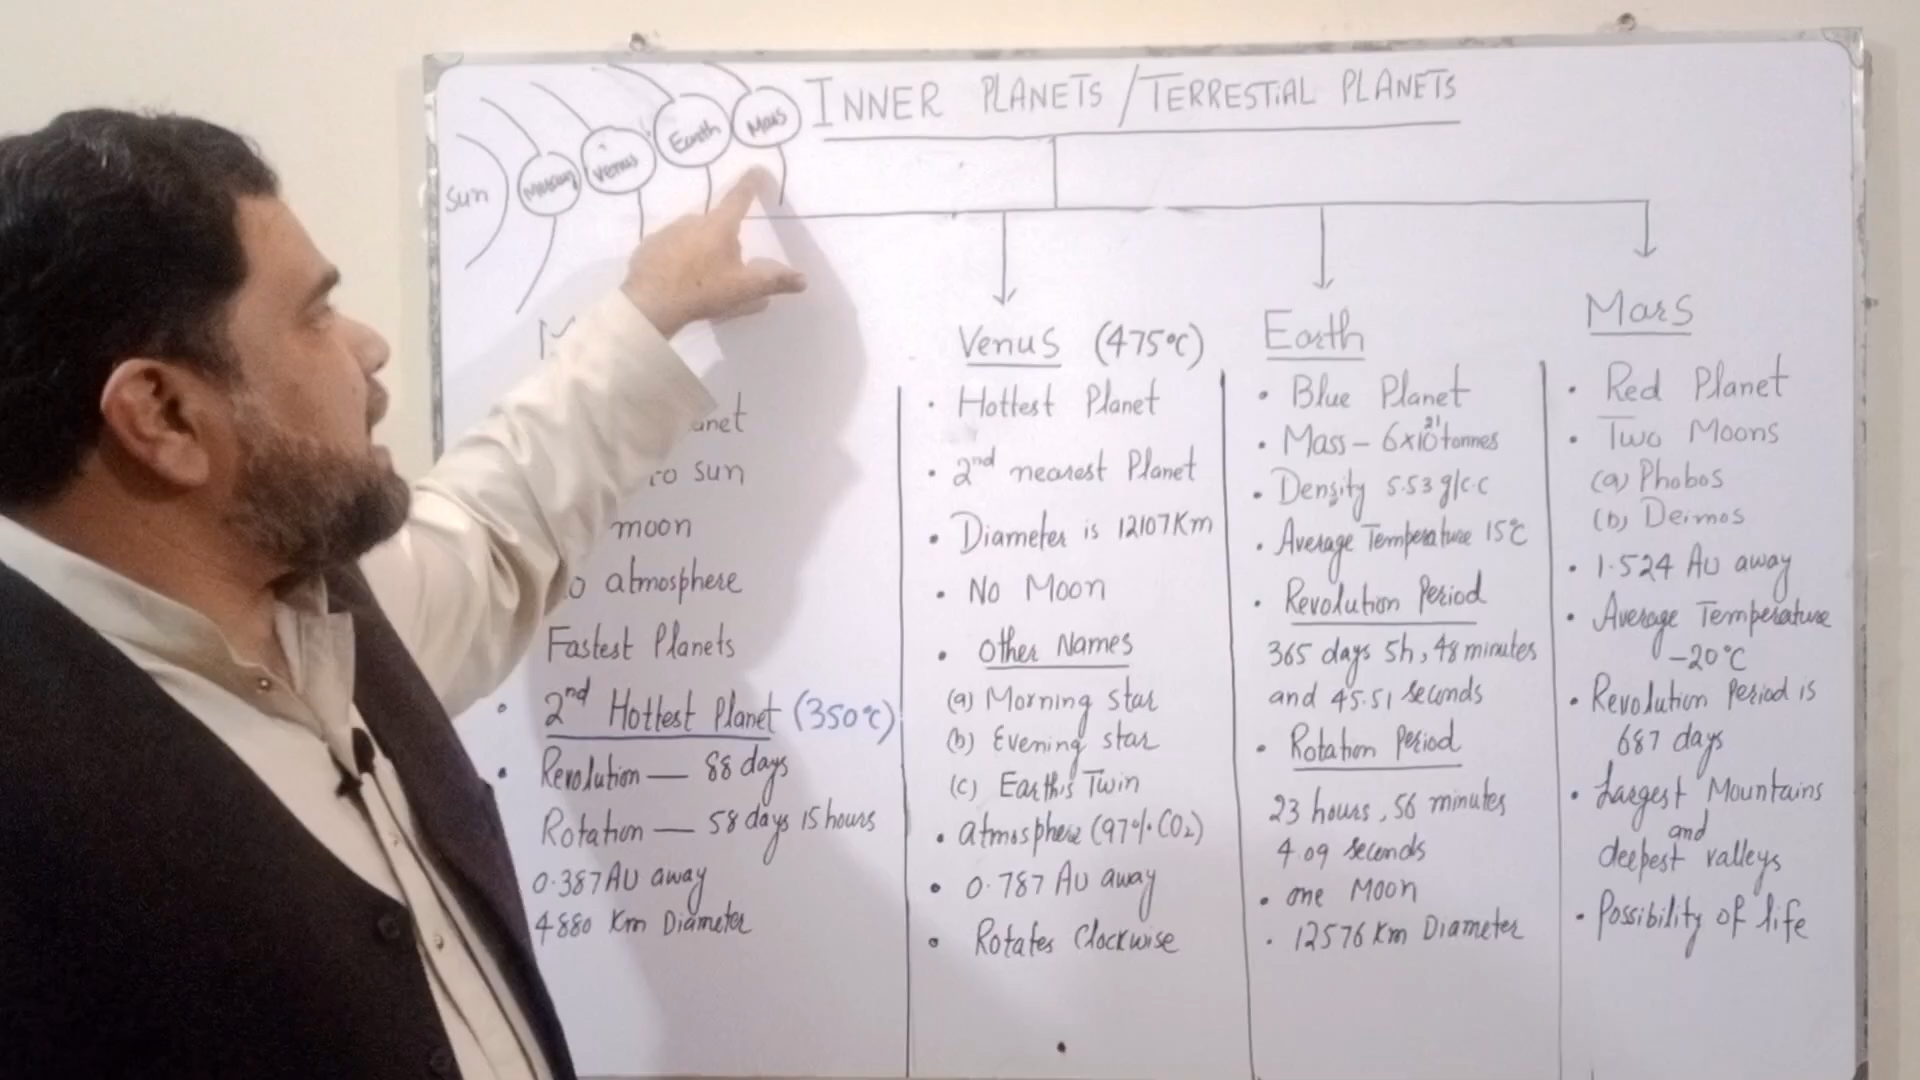 INNER PLANETS / TERRESTIAL PLANETS
Sun
Mercury
Venus
Earth
Mars
to sun
moon
atmosphere
Fastest Planets
• 2nd Hottest Planet (350°C)
• Revolution — 88 days
Rotation — 58 days 15 hours
0.387 AU away
4880 Km Diameter
Venus (475°C)
• Hottest Planet
• 2nd nearest Planet
• Diameter is 12107 Km
• No Moon
• Other Names
(a) Morning star
(b) Evening star
(c) Earth's Twin
• Atmosphere (97% CO2)
• 0.787 AU away
• Rotates Clockwise
Earth
• Blue Planet
• Mass – 6×10²¹ tonnes
• Density 5.53 g/c.c
• Average Temperature 15°C
• Revolution Period
365 days 5h, 48 minutes
and 45.51 seconds
• Rotation Period
23 hours, 56 minutes
4.09 seconds
• one Moon
• 12576 Km Diameter
Mars
• Red Planet
• Two Moons
(a) Phobos
(b) Deimos
• 1.524 AU away
• Average Temperature
-20°C
• Revolution Period is
687 days
• Largest Mountains
and
deepest valleys
• Possibility of life